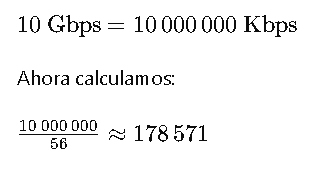 10 Gbps = 10 000 000 Kbps
Ahora calculamos:
10 000 000
56
≈ 178 571